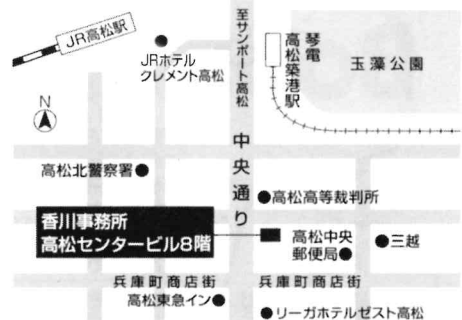 JR高松駅
JRホテル
クレメント高松
至サンポート高松
琴電
高松築港駅
玉藻公園
N
中央通り
高松北警察署
高松高等裁判所
香川事務所
高松センタービル8階
高松中央
郵便局
三越
兵庫町商店街
兵庫町商店街
高松東急イン
リーガホテルゼスト高松